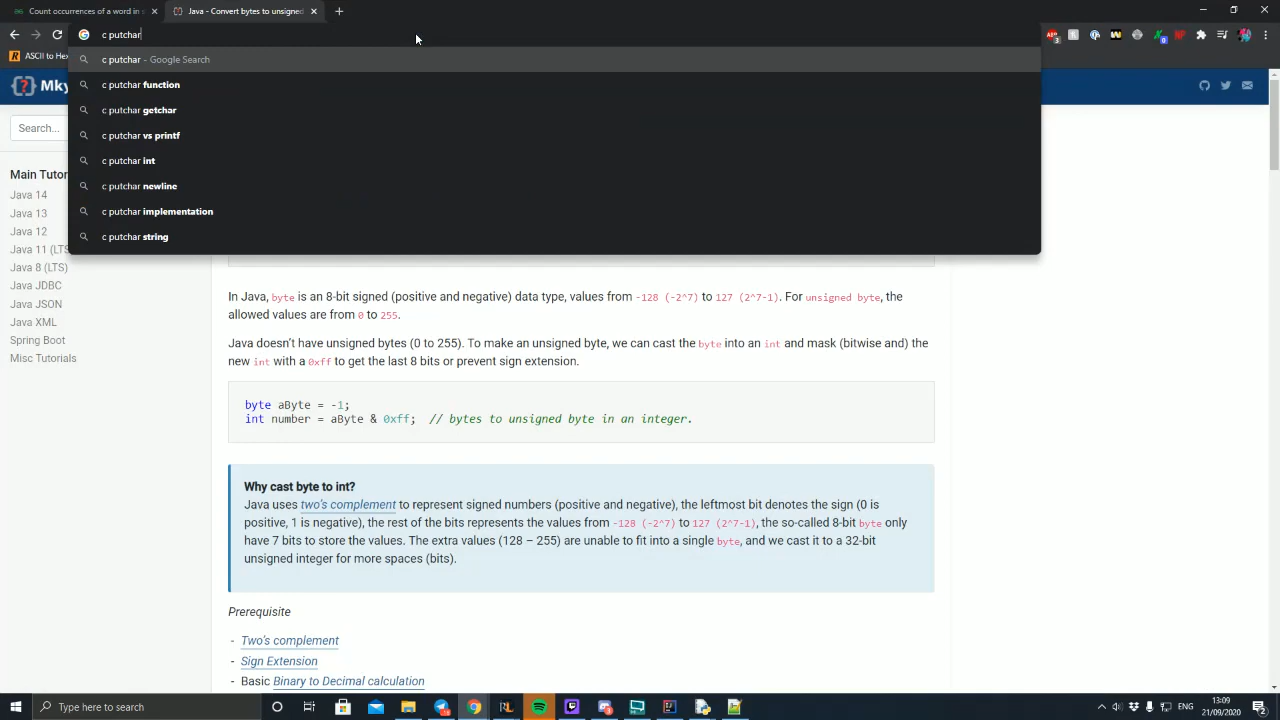 Count occurrences of a word in s
Java - Convert bytes to unsigned
c putchar
ASCII to Hex
c putchar - Google Search
c putchar function
c putchar getchar
c putchar vs printf
c putchar int
c putchar newline
c putchar implementation
c putchar string
Mky
Search...
Main Tutor
Java 14
Java 13
Java 12
Java 11 (LTS
Java 8 (LTS)
Java JDBC
Java JSON
Java XML
Spring Boot
Misc Tutorials
In Java, byte is an 8-bit signed (positive and negative) data type, values from -128 (-2^7) to 127 (2^7-1). For unsigned byte, the
allowed values are from 0 to 255.
Java doesn't have unsigned bytes (0 to 255). To make an unsigned byte, we can cast the byte into an int and mask (bitwise and) the
new int with a 0xff to get the last 8 bits or prevent sign extension.
byte aByte = -1;
int number = aByte & 0xff; // bytes to unsigned byte in an integer.
Why cast byte to int?
Java uses two's complement to represent signed numbers (positive and negative), the leftmost bit denotes the sign (0 is
positive, 1 is negative), the rest of the bits represents the values from -128 (-2^7) to 127 (2^7-1), the so-called 8-bit byte only
have 7 bits to store the values. The extra values (128 – 255) are unable to fit into a single byte, and we cast it to a 32-bit
unsigned integer for more spaces (bits).
Prerequisite
- Two's complement
- Sign Extension
- Basic Binary to Decimal calculation
Type here to search
ENG
13:09
21/09/2020